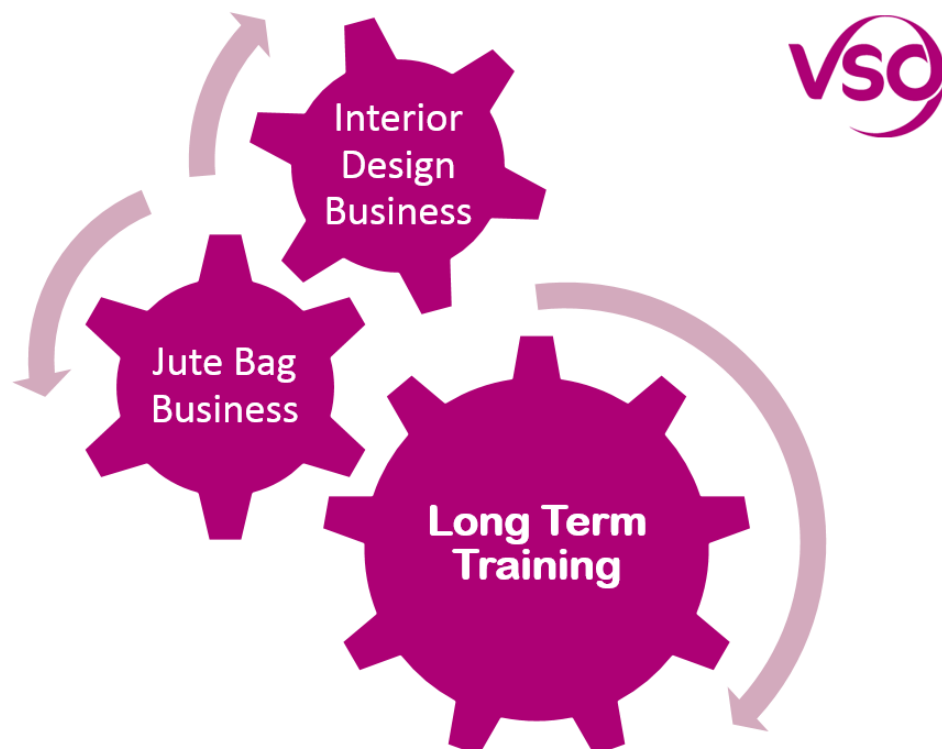 VSO
Interior
Design
Business
Jute Bag
Business
Long Term
Training